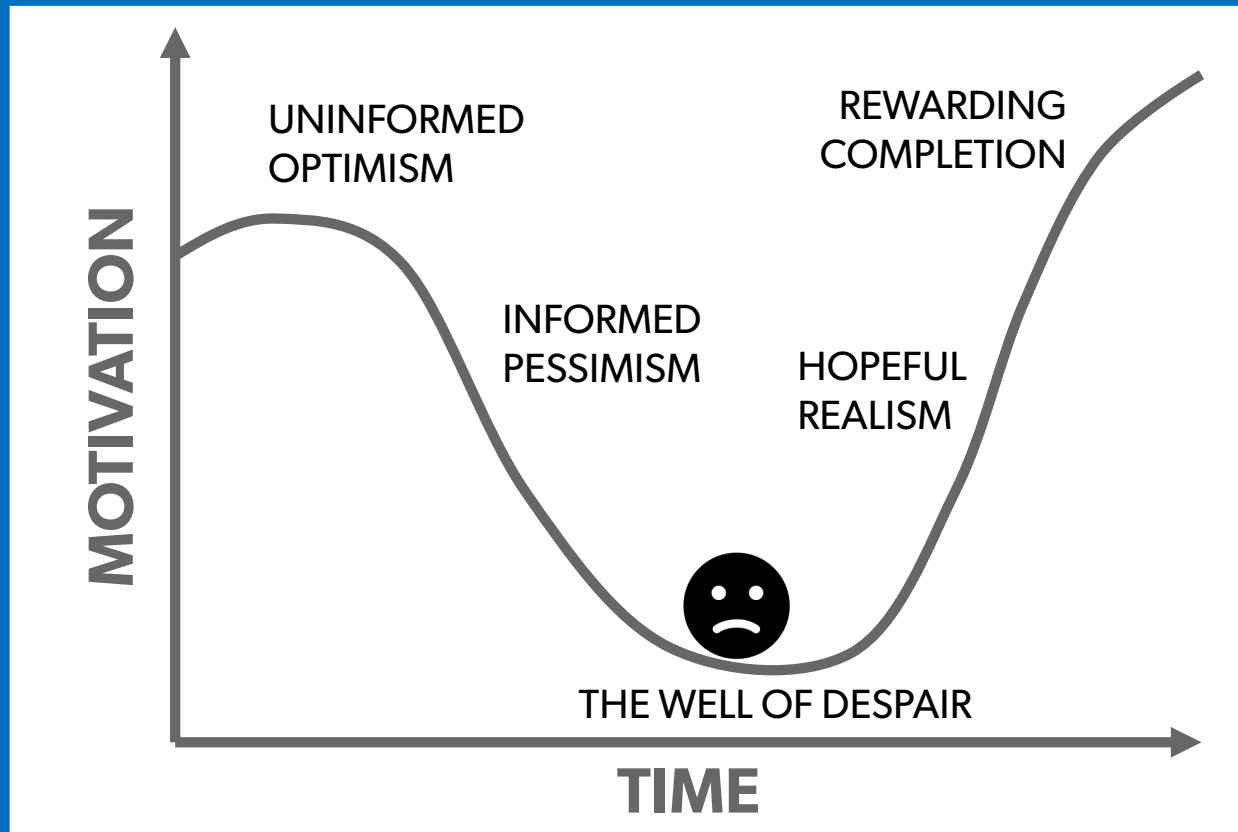 UNINFORMED
OPTIMISM
REWARDING
COMPLETION
MOTIVATION
INFORMED
PESSIMISM
HOPEFUL
REALISM
THE WELL OF DESPAIR
TIME